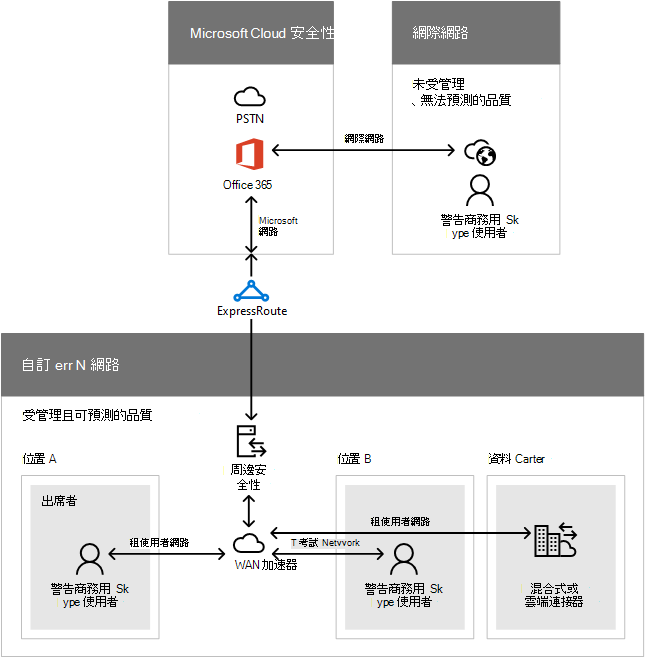 Microsoft Cloud 安全性
網際網路
未受管理
、無法預測的品質
PSTN
網際網路
Office 365
警告商務用 Sk
ype 使用者
Microsoft
網路
ExpressRoute
自訂 err N 網路
受管理且可預測的品質
位置 A
周邊安
全性
位置 B
資料 Carter
出席者
租使用者網路
租使用者網路
T 考試 Netvvork
WAN 加速器
警告商務用 Sk
ype 使用者
警告商務用 Sk
ype 使用者
混合式或
雲端連接器